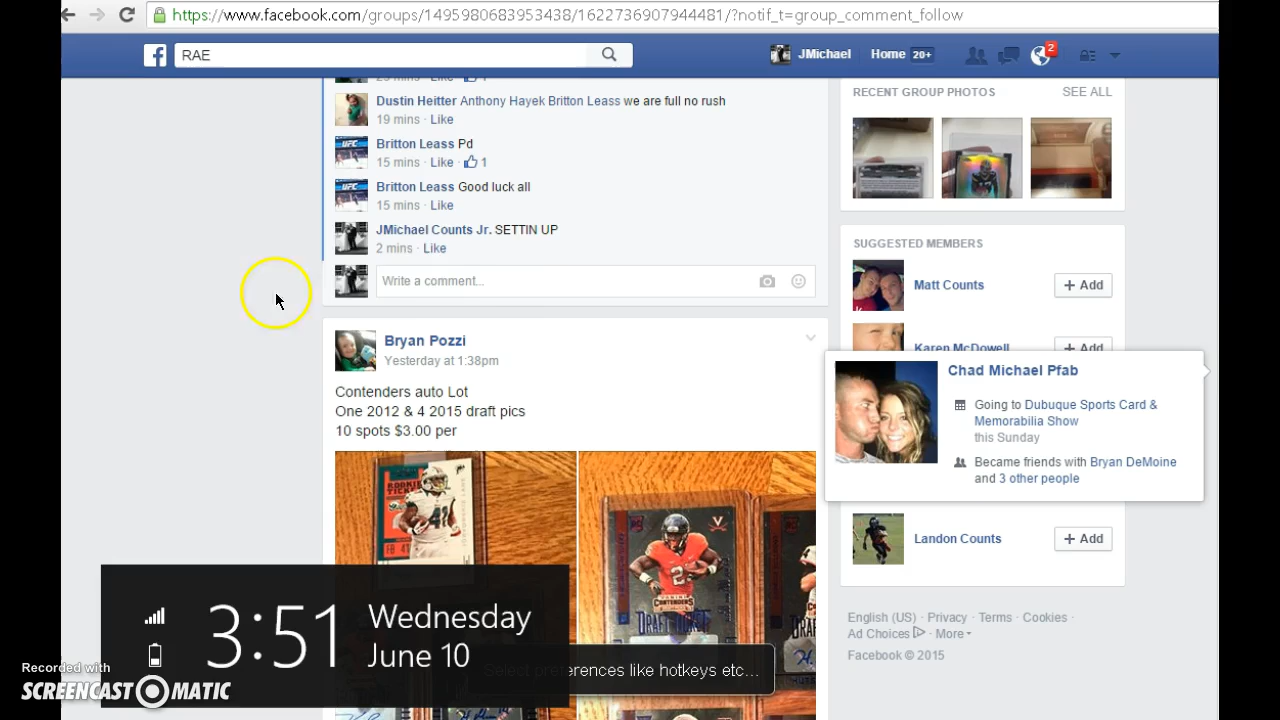 https://www.facebook.com/groups/1495980683953438/1622736907944481/?notif_t=group_comment_follow
RAE
JMichael
Home 20+
2
Dustin Heitter Anthony Hayek Britton Leass we are full no rush
19 mins · Like
Britton Leass Pd
15 mins · Like · 1
Britton Leass Good luck all
15 mins · Like
JMichael Counts Jr. SETTIN UP
2 mins · Like
Write a comment...
Bryan Pozzi
Yesterday at 1:38pm
Contenders auto Lot
One 2012 & 4 2015 draft pics
10 spots $3.00 per
RECENT GROUP PHOTOS SEE ALL
SUGGESTED MEMBERS
Matt Counts + Add
Karen McDowell + Add
Chad Michael Pfab
Going to Dubuque Sports Card &
Memorabilia Show
this Sunday
Became friends with Bryan DeMoine
and 3 other people
Landon Counts + Add
English (US) · Privacy · Terms · Cookies ·
Ad Choices · More
Facebook © 2015
ROOKIE
TICKET
CONTENDERS
DRAFT
3:51 Wednesday
June 10
Select preferences like hotkeys etc...
Recorded with
SCREENCAST O MATIC